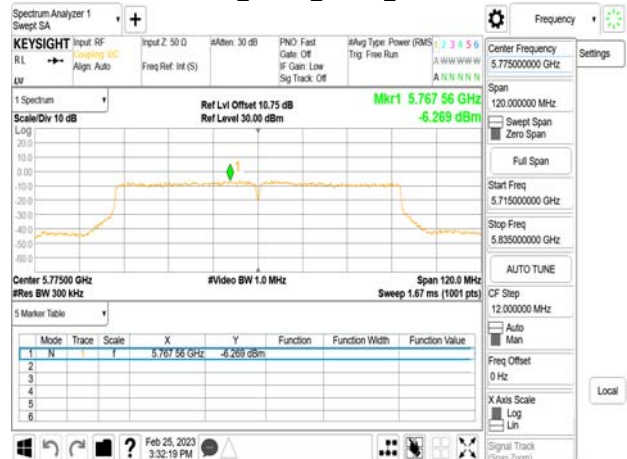 Spectrum Analyzer 1
Swept SA
+
Frequency
KEYSIGHT Input: RF Input Z: 50 Ω #Atten: 30 dB PNO: Fast #Avg Type: Power (RMS 1 2 3 4 5 6
RL Coupling: DC Gate: Off Trig: Free Run A W W W W W
Align: Auto Freq Ref: Int (S) IF Gain: Low
Sig Track: Off A N N N N N
1 Spectrum
Scale/Div 10 dB
Ref Lvl Offset 10.75 dB
Ref Level 30.00 dBm
Mkr1 5.767 56 GHz
-6.269 dBm
Log
20.0
10.0
0.00
-10.0
-20.0
-30.0
-40.0
-50.0
-60.0
1
Center 5.77500 GHz #Video BW 1.0 MHz Span 120.0 MHz
#Res BW 300 kHz Sweep 1.67 ms (1001 pts)
5 Marker Table
Mode Trace Scale X Y Function Function Width Function Value
1 N 1 f 5.767 56 GHz -6.269 dBm
2
3
4
5
6
? Feb 25, 2023
3:32:19 PM
Center Frequency
5.775000000 GHz
Settings
Span
120.000000 MHz
Swept Span
Zero Span
Full Span
Start Freq
5.715000000 GHz
Stop Freq
5.835000000 GHz
AUTO TUNE
CF Step
12.000000 MHz
Auto
Man
Freq Offset
0 Hz
X Axis Scale
Log
Lin
Local
Signal Track
(Span Zoom)